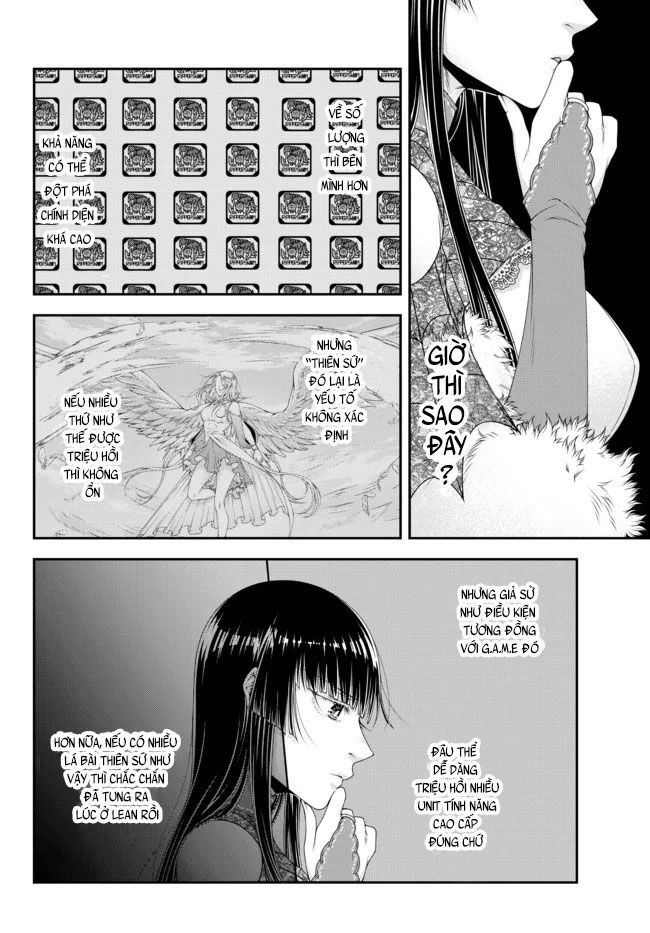 GIỜ
THÌ
SAO
ĐÂY
?
VỀ SỐ
LƯỢNG
THÌ BÊN
MÌNH HƠN
KHẢ NĂNG
CÓ THỂ
ĐỘT PHÁ
CHÍNH DIỆN
KHÁ CAO
NHƯNG
"THIÊN SỨ"
ĐÓ LẠI LÀ
YẾU TỐ
KHÔNG XÁC
ĐỊNH
NẾU NHIỀU
THỨ NHƯ
THẾ ĐƯỢC
TRIỆU HỒI
THÌ KHÔNG
ỔN
NHƯNG GIẢ SỬ
NHƯ ĐIỀU KIỆN
TƯƠNG ĐỒNG
VỚI G.A.M.E ĐÓ
ĐÂU THỂ
DỄ DÀNG
TRIỆU HỒI NHIỀU
UNIT TÍNH NĂNG
CAO CẤP
ĐÚNG CHỨ
HƠN NỮA, NẾU CÓ NHIỀU
LÁ BÀI THIÊN SỨ NHƯ
VẬY THÌ CHẮC CHẮN
ĐÃ TUNG RA
LÚC Ở LEAN RỒI